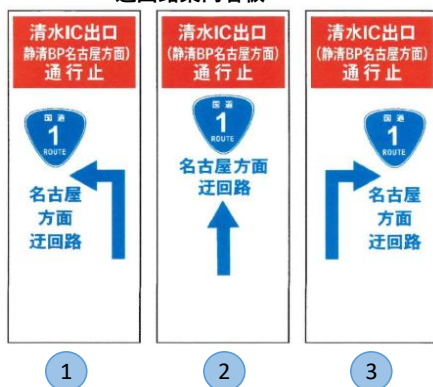 清水IC出口
(静清BP名古屋方面)
通行止
国道
1
ROUTE
名古屋
方面
迂回路
1
清水IC出口
(静清BP名古屋方面)
通行止
国道
1
ROUTE
名古屋方面
迂回路
2
清水IC出口
(静清BP名古屋方面)
通行止
国道
1
ROUTE
名古屋
方面
迂回路
3